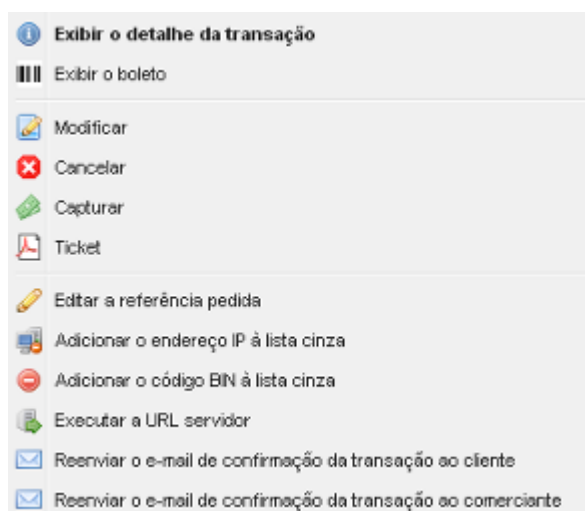 Exibir o detalhe da transação
Exibir o boleto
Modificar
Cancelar
Capturar
Ticket
Editar a referência pedida
Adicionar o endereço IP à lista cinza
Adicionar o código BIN à lista cinza
Executar a URL servidor
Reenviar o e-mail de confirmação da transação ao cliente
Reenviar o e-mail de confirmação da transação ao comerciante